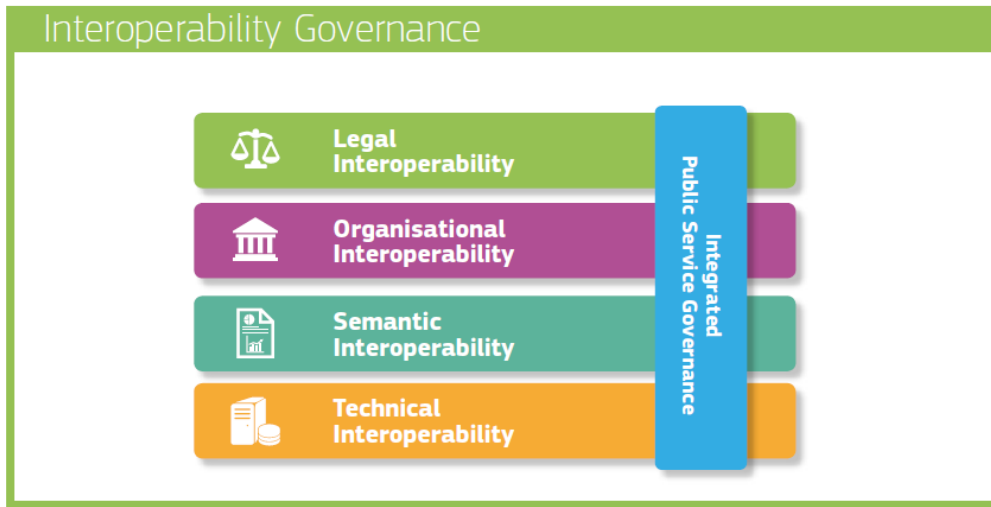 Interoperability Governance
Legal
Interoperability
Organisational
Interoperability
Semantic
Interoperability
Technical
Interoperability
Integrated
Public Service Governance